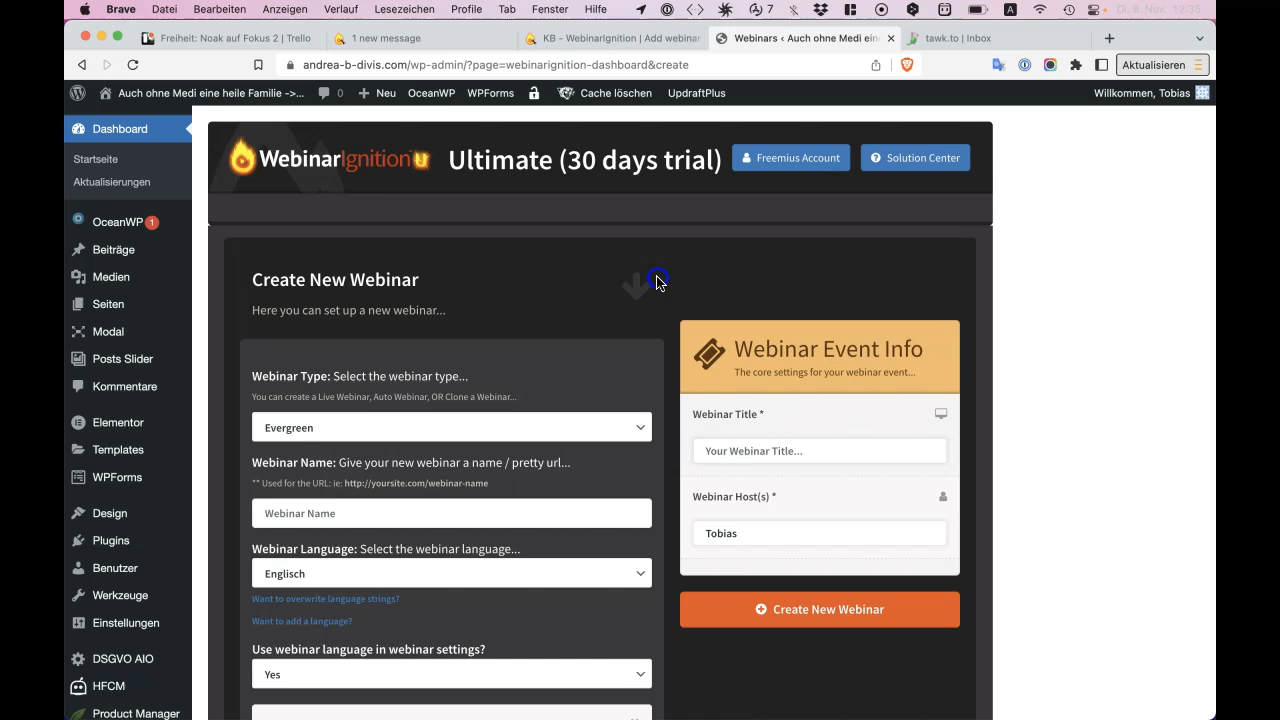 Brave Datei Bearbeiten Anzeigen Verlauf Lesezeichen Profile Tab Fenster Hilfe 7 A Di. 8. Nov. 12:35
Freiheit: Noak auf Fokus 2 | Trello
1 new message
KB - WebinarIgnition | Add webinar
Webinars < Auch ohne Medi ein
tawk.to | Inbox
andrea-b-divis.com/wp-admin/?page=webinarignition-dashboard&create
Aktualisieren
Auch ohne Medi eine heile Familie ->... 0 Neu OceanWP WPForms Cache löschen UpdraftPlus Willkommen, Tobias
Dashboard
Startseite
Aktualisierungen
OceanWP 1
Beiträge
Medien
Seiten
Modal
Posts Slider
Kommentare
Elementor
Templates
WPForms
Design
Plugins
Benutzer
Werkzeuge
Einstellungen
DSGVO AIO
HFCM
Product Manager
WebinarIgnition U
Ultimate (30 days trial)
Freemius Account
Solution Center
Create New Webinar
Here you can set up a new webinar...
Webinar Type: Select the webinar type...
You can create a Live Webinar, Auto Webinar, OR Clone a Webinar...
Evergreen
Webinar Name: Give your new webinar a name / pretty url...
** Used for the URL: ie: http://yoursite.com/webinar-name
Webinar Name
Webinar Language: Select the webinar language...
Englisch
Want to overwrite language strings?
Want to add a language?
Use webinar language in webinar settings?
Yes
Webinar Event Info
The core settings for your webinar event...
Webinar Title *
Your Webinar Title...
Webinar Host(s) *
Tobias
Create New Webinar